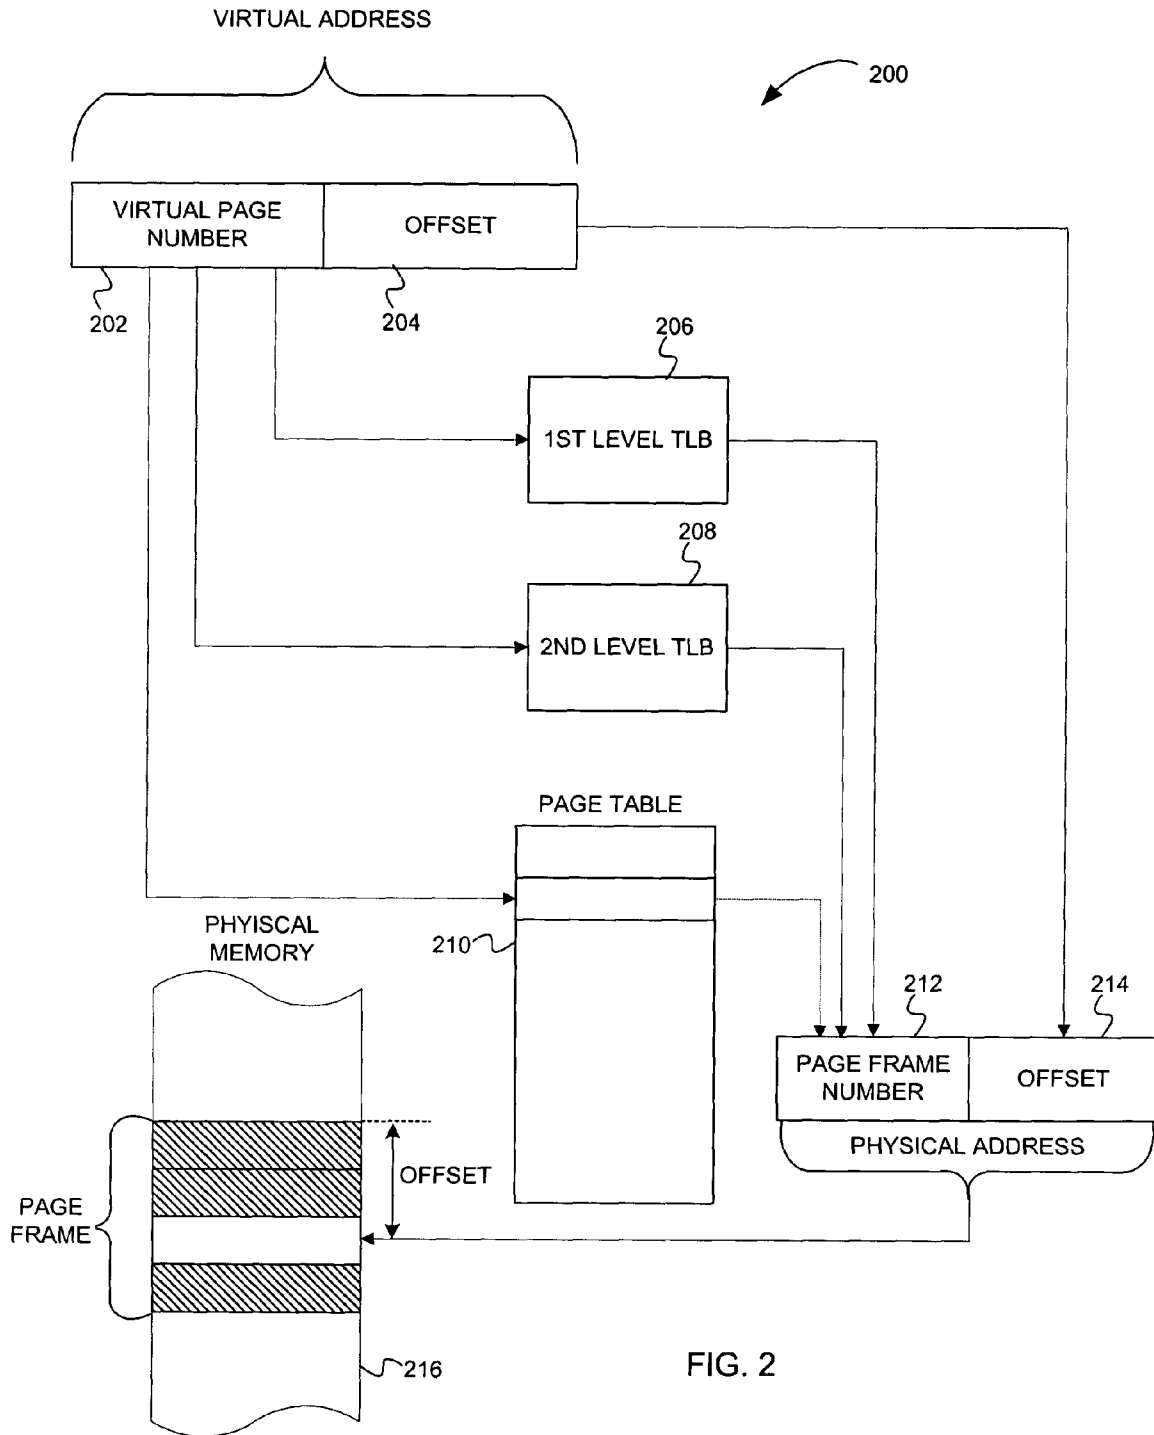 VIRTUAL ADDRESS
200
VIRTUAL PAGE
NUMBER
OFFSET
202
204
206
1ST LEVEL TLB
208
2ND LEVEL TLB
PAGE TABLE
PHYISCAL
MEMORY
210
212
214
PAGE FRAME
NUMBER
OFFSET
PHYSICAL ADDRESS
OFFSET
PAGE
FRAME
216
FIG. 2